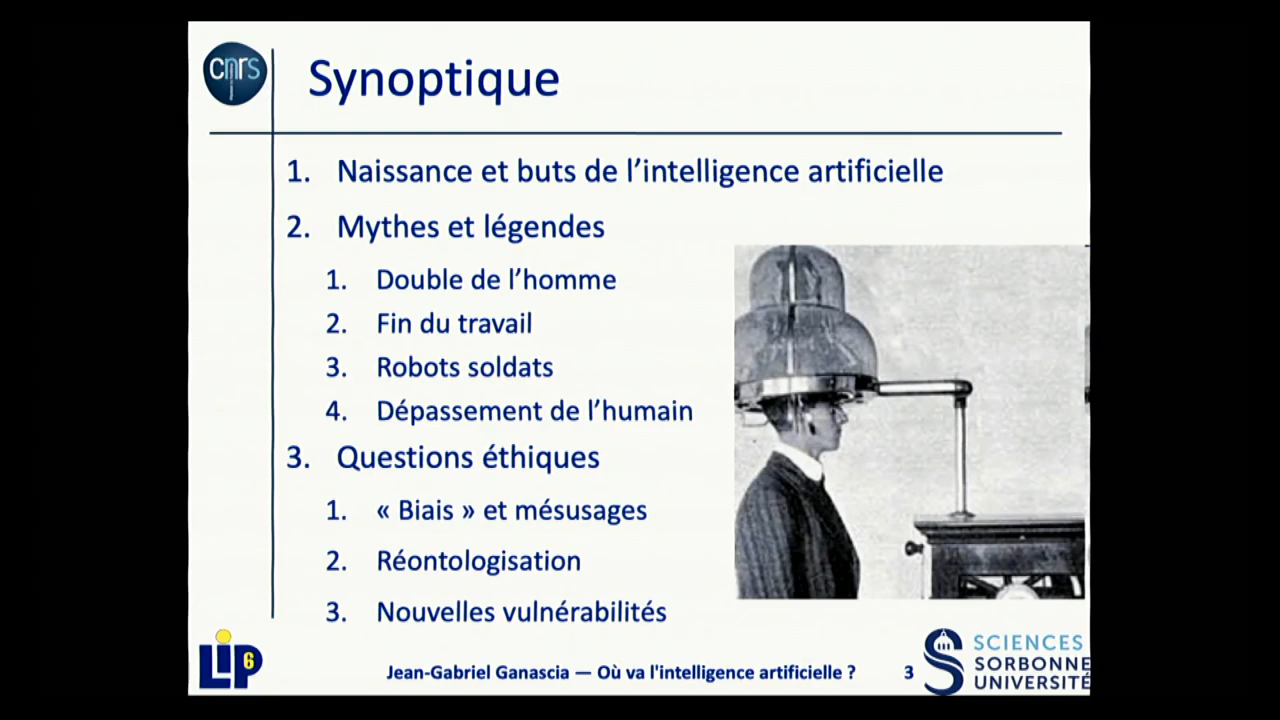 cnrs
Synoptique
1. Naissance et buts de l’intelligence artificielle
2. Mythes et légendes
1. Double de l’homme
2. Fin du travail
3. Robots soldats
4. Dépassement de l’humain
3. Questions éthiques
1. « Biais » et mésusages
2. Réontologisation
3. Nouvelles vulnérabilités
LIP6
Jean-Gabriel Ganascia — Où va l'intelligence artificielle ?
3
SCIENCES
SORBONNE
UNIVERSITÉ